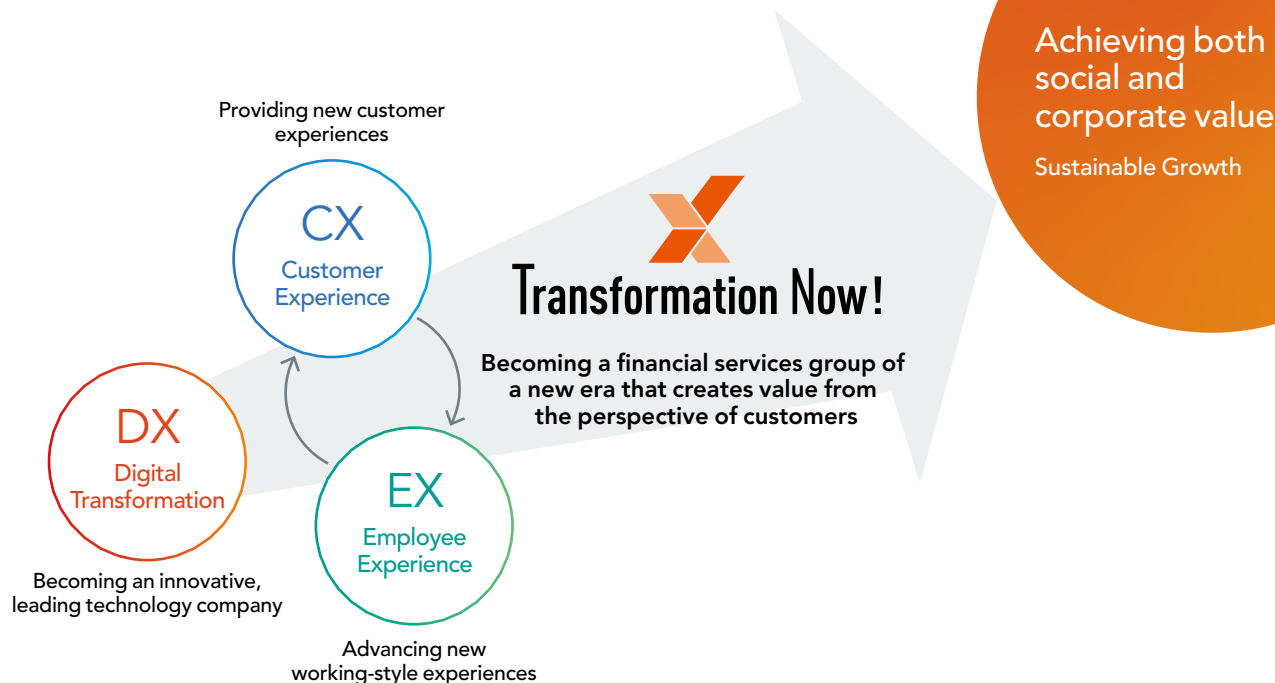 Achieving both
social and
corporate value
Sustainable Growth
Providing new customer
experiences
CX
Customer
Experience
Transformation Now!
Becoming a financial services group of
a new era that creates value from
the perspective of customers
DX
Digital
Transformation
Becoming an innovative,
leading technology company
EX
Employee
Experience
Advancing new
working-style experiences